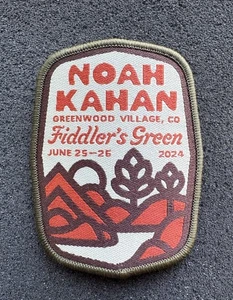 NOAH
KAHAN
GREENWOOD VILLAGE, CO
Fiddler's Green
JUNE 25-26 2024